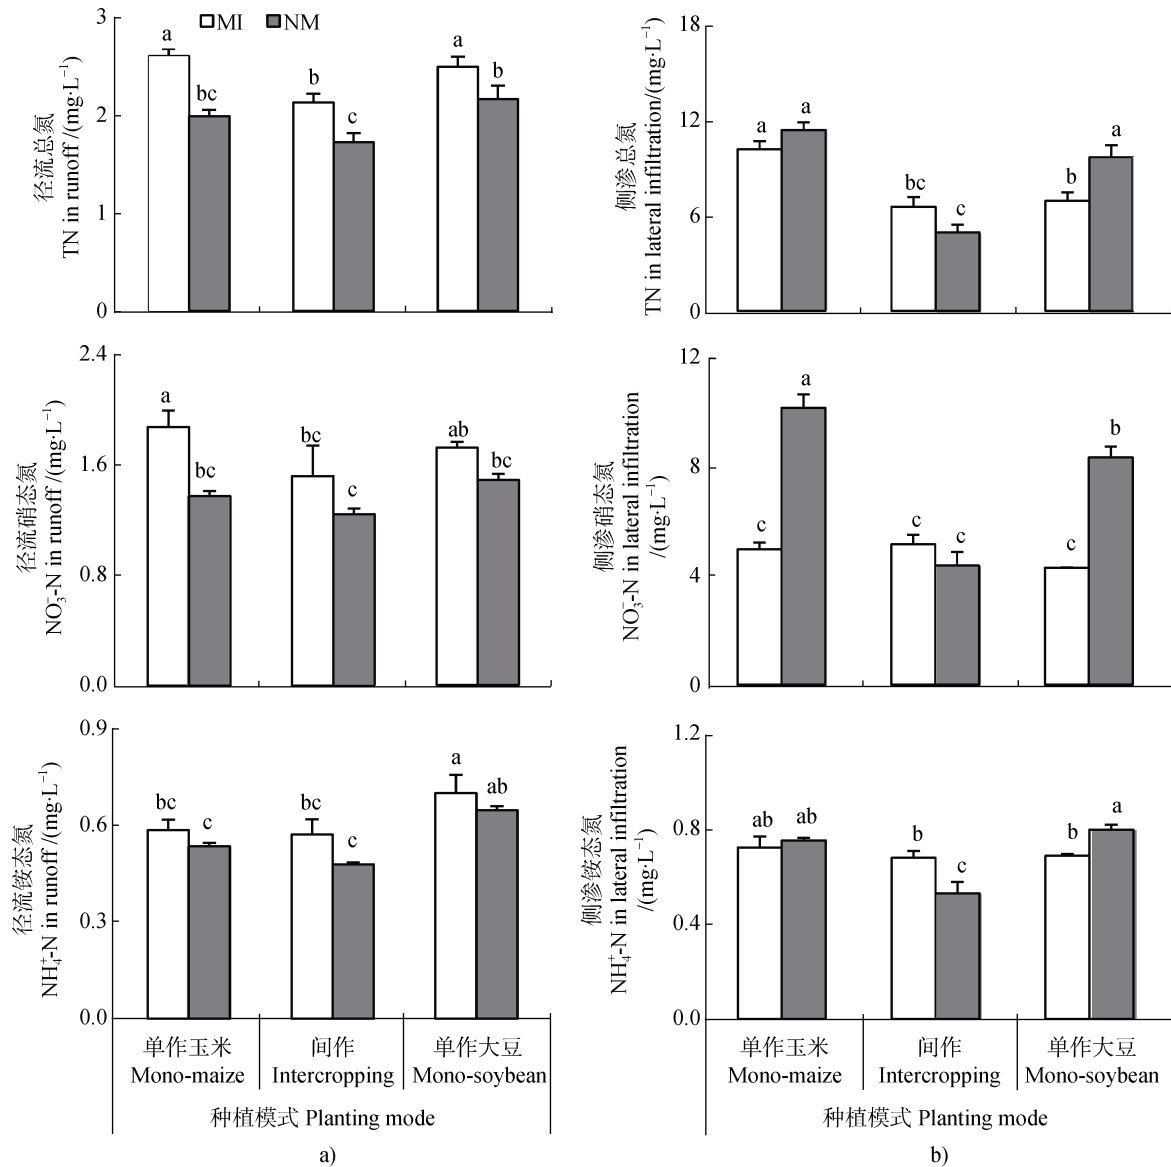 径流总氮
TN in runoff /(mg·L⁻¹)
3
2
1
0
MI NM
a
bc
b
c
a
b
侧渗总氮
TN in lateral infiltration/(mg·L⁻¹)
18
12
6
0
a
a
bc
c
b
a
径流硝态氮
NO₃⁻-N in runoff /(mg·L⁻¹)
2.4
1.6
0.8
0.0
a
bc
bc
c
ab
bc
侧渗硝态氮
NO₃⁻-N in lateral infiltration
/(mg·L⁻¹)
12
8
4
0
c
a
c
c
c
b
径流铵态氮
NH₄⁺-N in runoff /(mg·L⁻¹)
0.9
0.6
0.3
0.0
bc
c
bc
c
a
ab
单作玉米 间作 单作大豆
Mono-maize Intercropping Mono-soybean
种植模式 Planting mode
a)
侧渗铵态氮
NH₄⁺-N in lateral infiltration
/(mg·L⁻¹)
1.2
0.8
0.4
0.0
ab
ab
b
c
b
a
单作玉米 间作 单作大豆
Mono-maize Intercropping Mono-soybean
种植模式 Planting mode
b)